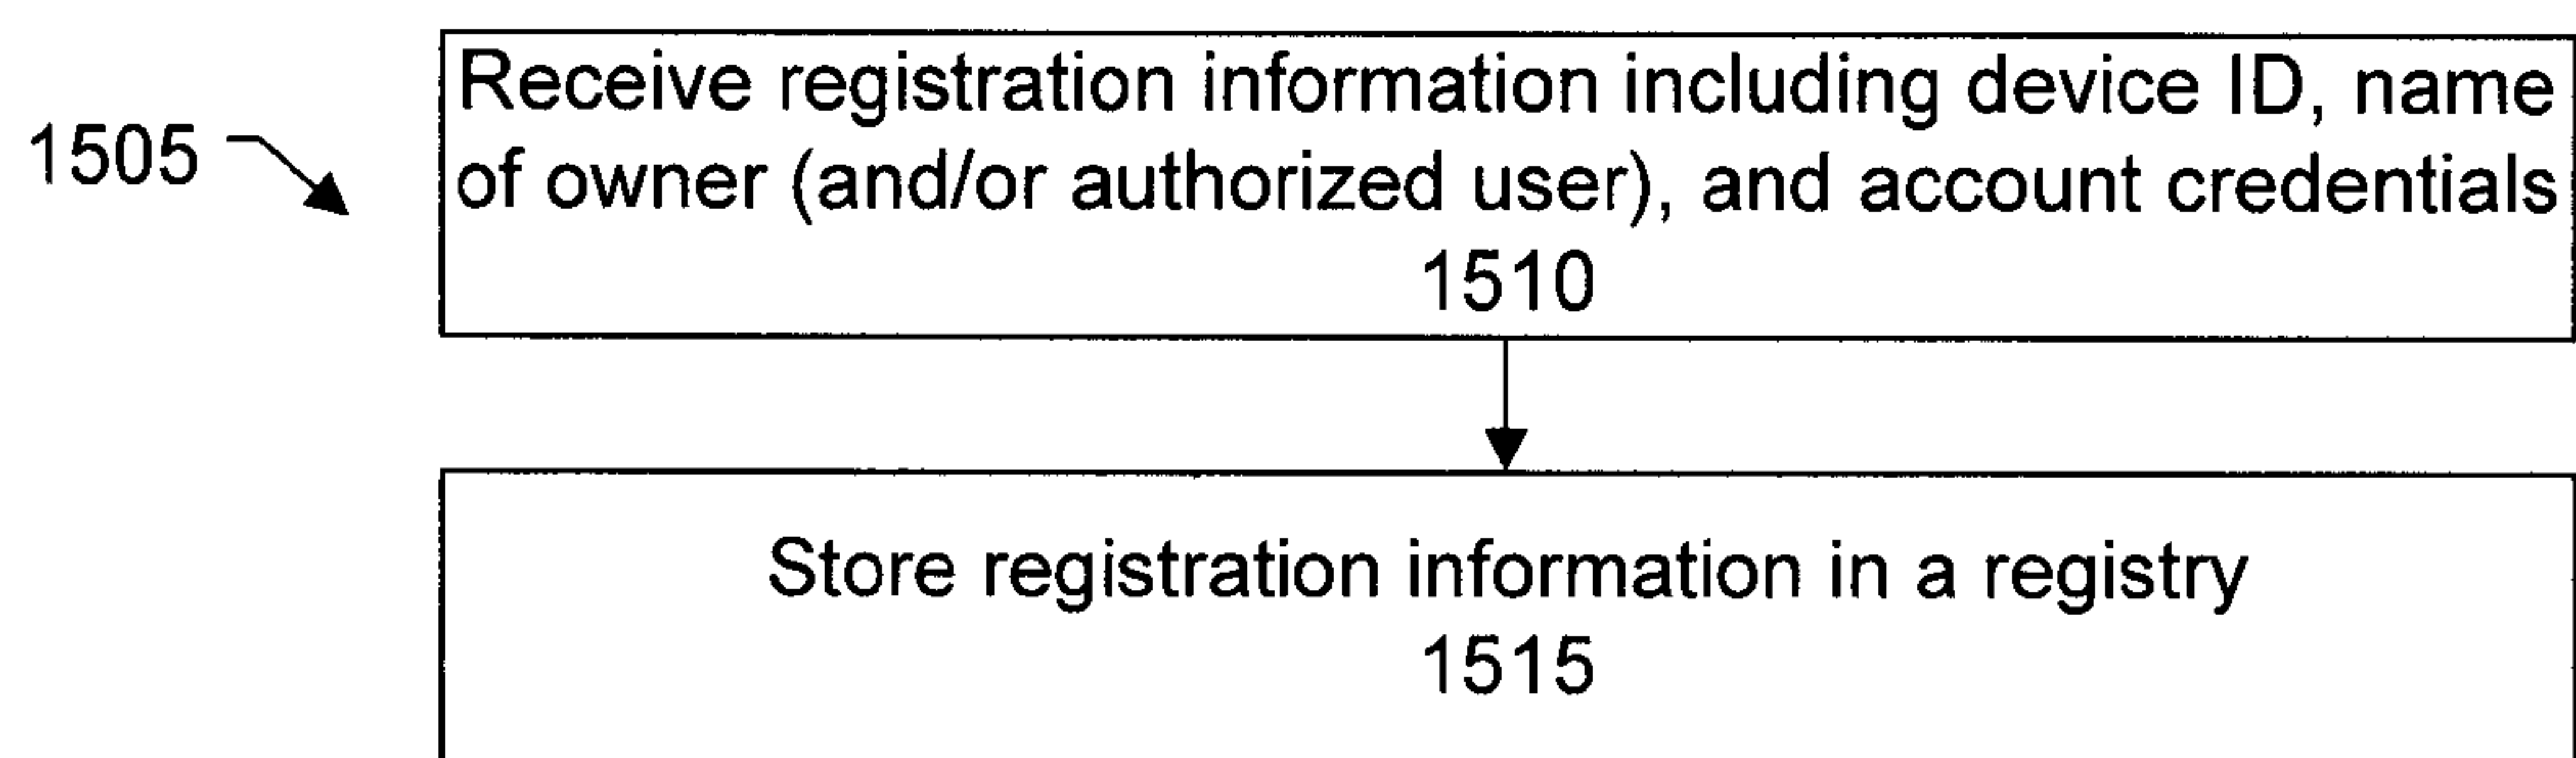 1505
Receive registration information including device ID, name
of owner (and/or authorized user), and account credentials
1510
Store registration information in a registry
1515